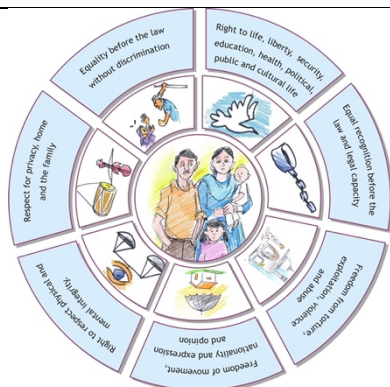 Equality before the law
without discrimination
Right to life, liberty, security,
education, health, political,
public and cultural life
Equal recognition before the
law and legal capacity
Freedom from torture,
exploitation, violence
and abuse
Freedom of movement,
nationality and expression
and opinion
Right to respect physical and
mental integrity,
Respect for privacy, home
and the family